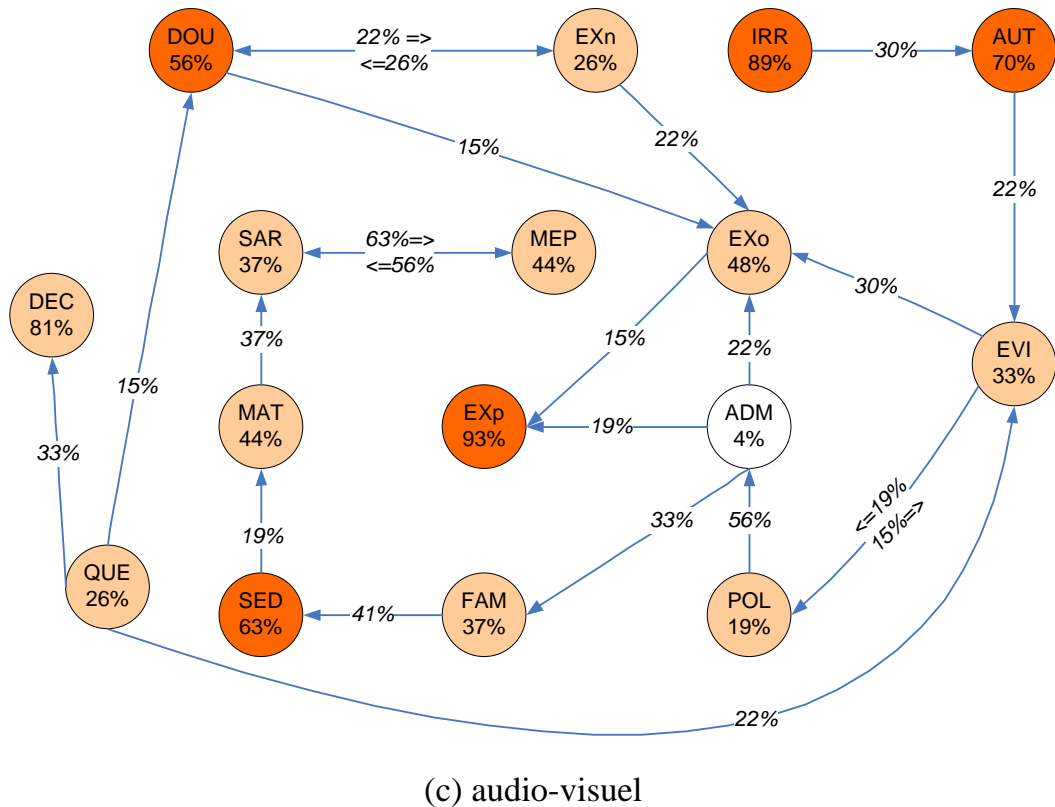 DOU
56%
22% =>
<=26%
EXn
26%
IRR
89%
30%
AUT
70%
15%
22%
22%
SAR
37%
63%=>
<=56%
MEP
44%
EXo
48%
30%
DEC
81%
37%
15%
22%
EVI
33%
15%
MAT
44%
EXp
93%
19%
ADM
4%
33%
<=19%
15%=>
19%
33%
56%
QUE
26%
SED
63%
41%
FAM
37%
POL
19%
22%
(c) audio-visuel